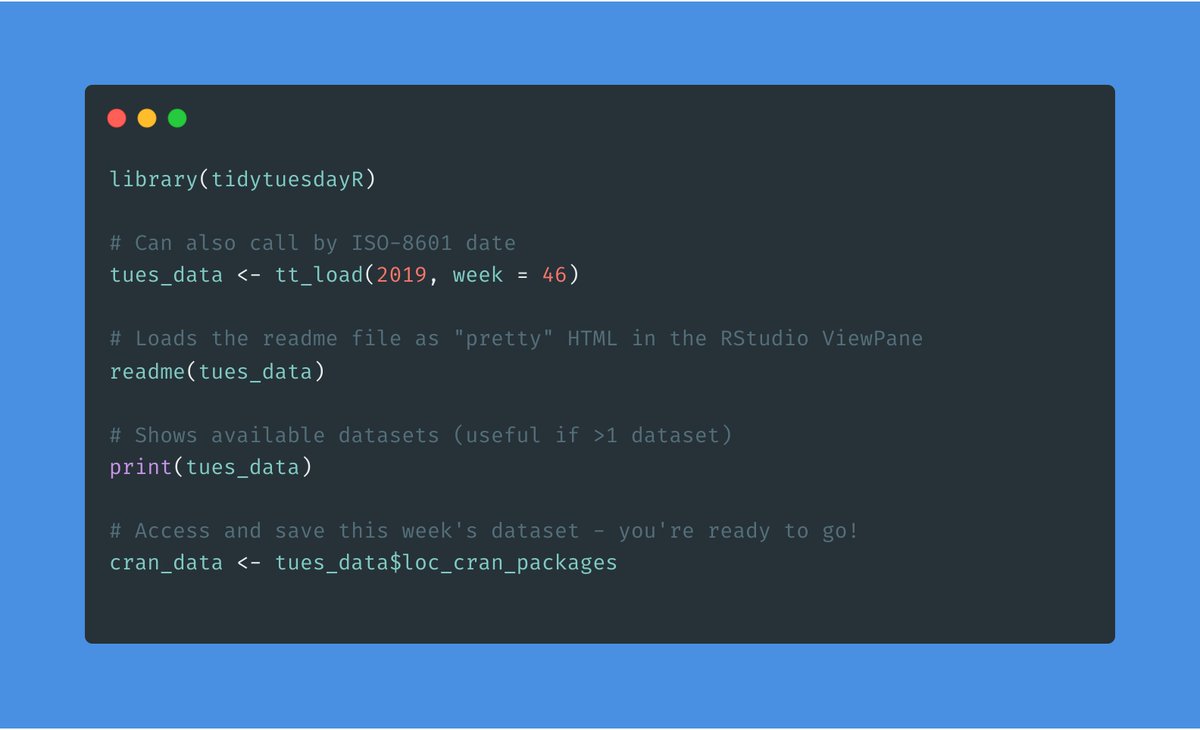 library(tidytuesdayR)
# Can also call by ISO-8601 date
tues_data <- tt_load(2019, week = 46)
# Loads the readme file as "pretty" HTML in the RStudio ViewPane
readme(tues_data)
# Shows available datasets (useful if >1 dataset)
print(tues_data)
# Access and save this week's dataset - you're ready to go!
cran_data <- tues_data$loc_cran_packages